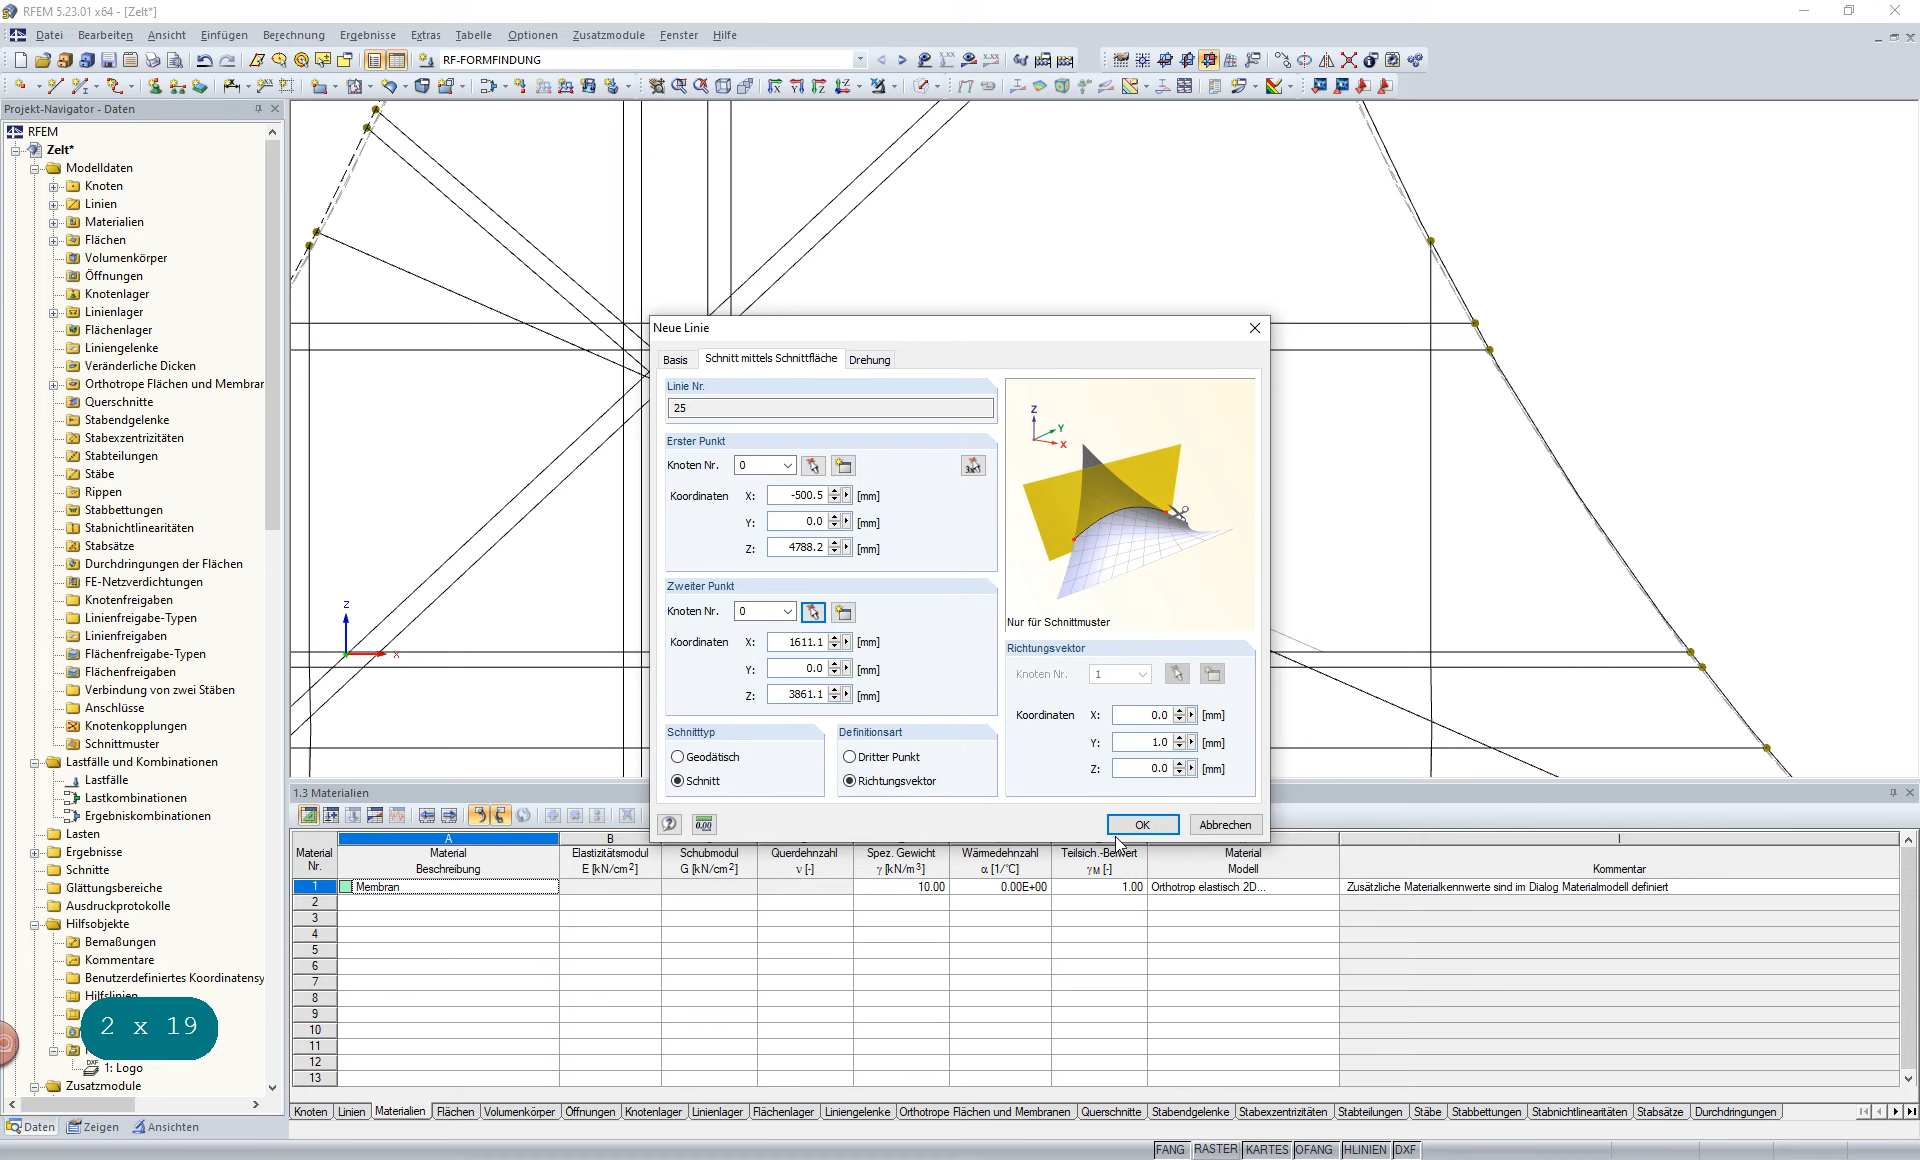 RFEM 5.23.01 x64 - [Zelt*]
Datei Bearbeiten Ansicht Einfügen Berechnung Ergebnisse Extras Tabelle Optionen Zusatzmodule Fenster Hilfe
RF-FORMFINDUNG
Projekt-Navigator - Daten
RFEM
Zelt*
Modelldaten
Knoten
Linien
Materialien
Flächen
Volumenkörper
Öffnungen
Knotenlager
Linienlager
Flächenlager
Liniengelenke
Veränderliche Dicken
Orthotrope Flächen und Membrar
Querschnitte
Stabendgelenke
Stabexzentrizitäten
Stabteilungen
Stäbe
Rippen
Stabbettungen
Stabnichtlinearitäten
Stabsätze
Durchdringungen der Flächen
FE-Netzverdichtungen
Knotenfreigaben
Linienfreigabe-Typen
Linienfreigaben
Flächenfreigabe-Typen
Flächenfreigaben
Verbindung von zwei Stäben
Anschlüsse
Knotenkopplungen
Schnittmuster
Lastfälle und Kombinationen
Lastfälle
Lastkombinationen
Ergebniskombinationen
Lasten
Ergebnisse
Schnitte
Glättungsbereiche
Ausdruckprotokolle
Hilfsobjekte
Bemaßungen
Kommentare
Benutzerdefiniertes Koordinatensy
Hilfslinien
2 x 19
1: Logo
Zusatzmodule
Daten Zeigen Ansichten
Z
X
Neue Linie
Basis Schnitt mittels Schnittfläche Drehung
Linie Nr.
25
Erster Punkt
Knoten Nr. 0
Koordinaten X: -500.5 [mm]
Y: 0.0 [mm]
Z: 4788.2 [mm]
Zweiter Punkt
Knoten Nr. 0
Koordinaten X: 1611.1 [mm]
Y: 0.0 [mm]
Z: 3861.1 [mm]
Schnitttyp
Geodätisch
Schnitt
Definitionsart
Dritter Punkt
Richtungsvektor
Z
Y
X
Nur für Schnittmuster
Richtungsvektor
Knoten Nr. 1
Koordinaten X: 0.0 [mm]
Y: 1.0 [mm]
Z: 0.0 [mm]
OK Abbrechen
1.3 Materialien
A B I
Material Nr. Material Beschreibung Elastizitätsmodul E [kN/cm²] Schubmodul G [kN/cm²] Querdehnzahl ν [-] Spez. Gewicht γ [kN/m³] Wärmedehnzahl α [1/°C] Teilsich.-Beiwert γM [-] Material Modell Kommentar
1 Membran 10.00 0.00E+00 1.00 Orthotrop elastisch 2D... Zusätzliche Materialkennwerte sind im Dialog Materialmodell definiert
2
3
4
5
6
7
8
9
10
11
12
13
Knoten Linien Materialien Flächen Volumenkörper Öffnungen Knotenlager Linienlager Flächenlager Liniengelenke Orthotrope Flächen und Membranen Querschnitte Stabendgelenke Stabexzentrizitäten Stabteilungen Stäbe Stabbettungen Stabnichtlinearitäten Stabsätze Durchdringungen
FANG RASTER KARTES OFANG HLINIEN DXF